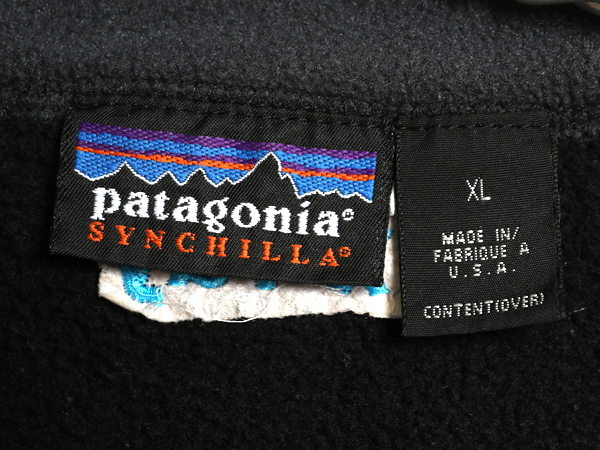 patagonia®
SYNCHILLA®
XL
MADE IN/
FABRIQUE A
U.S.A.
CONTENT(OVER)